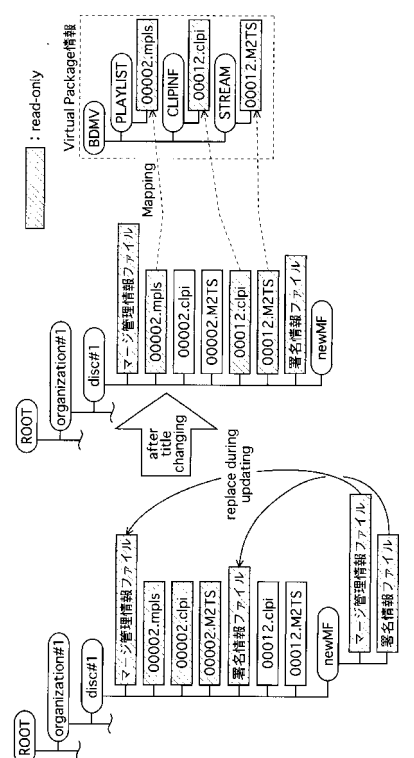 : read-only
ROOT
organization#1
disc#1
マージ管理情報ファイル
00002.mpls
00002.clpi
00002.M2TS
署名情報ファイル
00012.clpi
00012.M2TS
newMF
マージ管理情報ファイル
署名情報ファイル
replace during
updating
after
title
changing
ROOT
organization#1
disc#1
マージ管理情報ファイル
00002.mpls
00002.clpi
00002.M2TS
00012.clpi
00012.M2TS
署名情報ファイル
newMF
Mapping
Virtual Package情報
BDMV
PLAYLIST
00002.mpls
CLIPINF
00012.clpi
STREAM
00012.M2TS